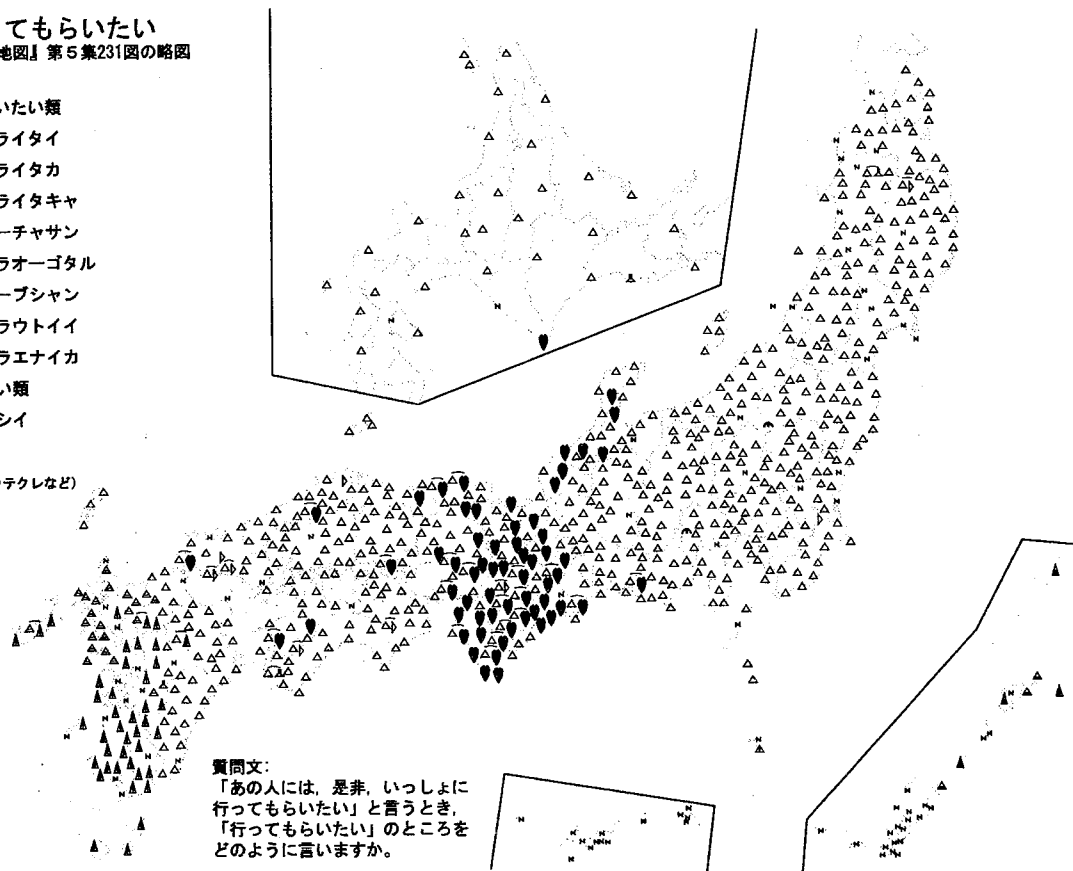 てもらいたい
地図』第５集231図の略図
いたい類
ライタイ
ライタカ
ライタキャ
ーチャサン
ラオーゴタル
ーブシャン
ラウトイイ
ラエナイカ
い類
シイ
テクレなど)
質問文:
「あの人には，是非，いっしょに
行ってもらいたい」と言うとき，
「行ってもらいたい」のところを
どのように言いますか。